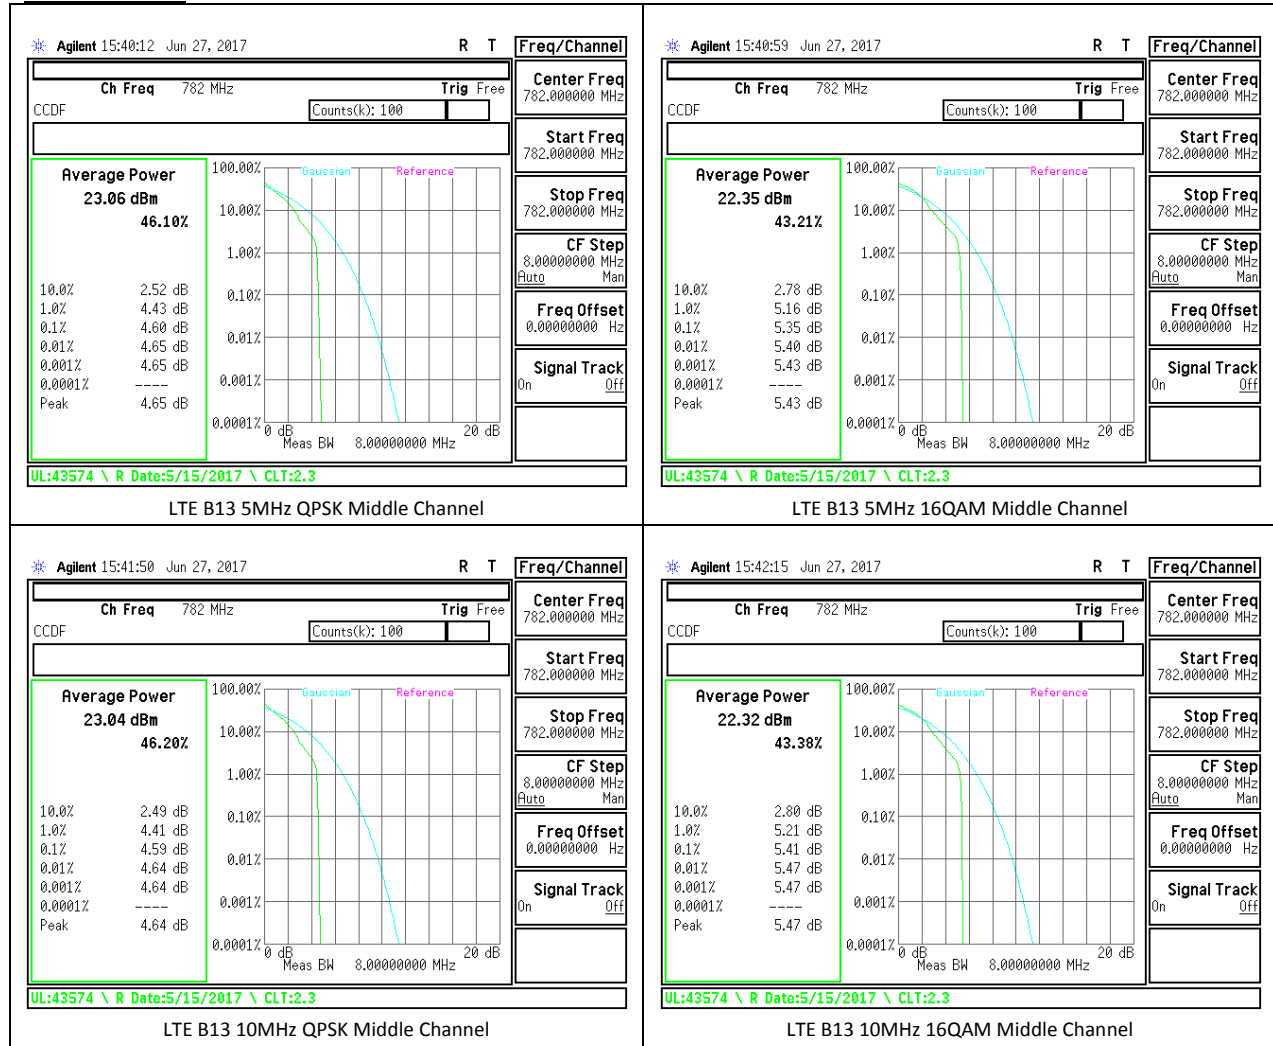 Agilent 15:40:12 Jun 27, 2017 R T Freq/Channel
Ch Freq 782 MHz Trig Free
CCDF Counts(k): 100
Center Freq
782.000000 MHz
Start Freq
782.000000 MHz
Stop Freq
782.000000 MHz
CF Step
8.00000000 MHz
Auto Man
Freq Offset
0.00000000 Hz
Signal Track
On Off
Average Power
23.06 dBm
46.10%
10.0% 2.52 dB
1.0% 4.43 dB
0.1% 4.60 dB
0.01% 4.65 dB
0.001% 4.65 dB
0.0001% ----
Peak 4.65 dB
Gaussian Reference
100.00%
10.00%
1.00%
0.10%
0.01%
0.001%
0.0001%
0 dB 20 dB
Meas BW 8.00000000 MHz
UL:43574 \ R Date:5/15/2017 \ CLT:2.3
LTE B13 5MHz QPSK Middle Channel
Agilent 15:40:59 Jun 27, 2017 R T Freq/Channel
Ch Freq 782 MHz Trig Free
CCDF Counts(k): 100
Center Freq
782.000000 MHz
Start Freq
782.000000 MHz
Stop Freq
782.000000 MHz
CF Step
8.00000000 MHz
Auto Man
Freq Offset
0.00000000 Hz
Signal Track
On Off
Average Power
22.35 dBm
43.21%
10.0% 2.78 dB
1.0% 5.16 dB
0.1% 5.35 dB
0.01% 5.40 dB
0.001% 5.43 dB
0.0001% ----
Peak 5.43 dB
Gaussian Reference
100.00%
10.00%
1.00%
0.10%
0.01%
0.001%
0.0001%
0 dB 20 dB
Meas BW 8.00000000 MHz
UL:43574 \ R Date:5/15/2017 \ CLT:2.3
LTE B13 5MHz 16QAM Middle Channel
Agilent 15:41:50 Jun 27, 2017 R T Freq/Channel
Ch Freq 782 MHz Trig Free
CCDF Counts(k): 100
Center Freq
782.000000 MHz
Start Freq
782.000000 MHz
Stop Freq
782.000000 MHz
CF Step
8.00000000 MHz
Auto Man
Freq Offset
0.00000000 Hz
Signal Track
On Off
Average Power
23.04 dBm
46.20%
10.0% 2.49 dB
1.0% 4.41 dB
0.1% 4.59 dB
0.01% 4.64 dB
0.001% 4.64 dB
0.0001% ----
Peak 4.64 dB
Gaussian Reference
100.00%
10.00%
1.00%
0.10%
0.01%
0.001%
0.0001%
0 dB 20 dB
Meas BW 8.00000000 MHz
UL:43574 \ R Date:5/15/2017 \ CLT:2.3
LTE B13 10MHz QPSK Middle Channel
Agilent 15:42:15 Jun 27, 2017 R T Freq/Channel
Ch Freq 782 MHz Trig Free
CCDF Counts(k): 100
Center Freq
782.000000 MHz
Start Freq
782.000000 MHz
Stop Freq
782.000000 MHz
CF Step
8.00000000 MHz
Auto Man
Freq Offset
0.00000000 Hz
Signal Track
On Off
Average Power
22.32 dBm
43.38%
10.0% 2.80 dB
1.0% 5.21 dB
0.1% 5.41 dB
0.01% 5.47 dB
0.001% 5.47 dB
0.0001% ----
Peak 5.47 dB
Gaussian Reference
100.00%
10.00%
1.00%
0.10%
0.01%
0.001%
0.0001%
0 dB 20 dB
Meas BW 8.00000000 MHz
UL:43574 \ R Date:5/15/2017 \ CLT:2.3
LTE B13 10MHz 16QAM Middle Channel